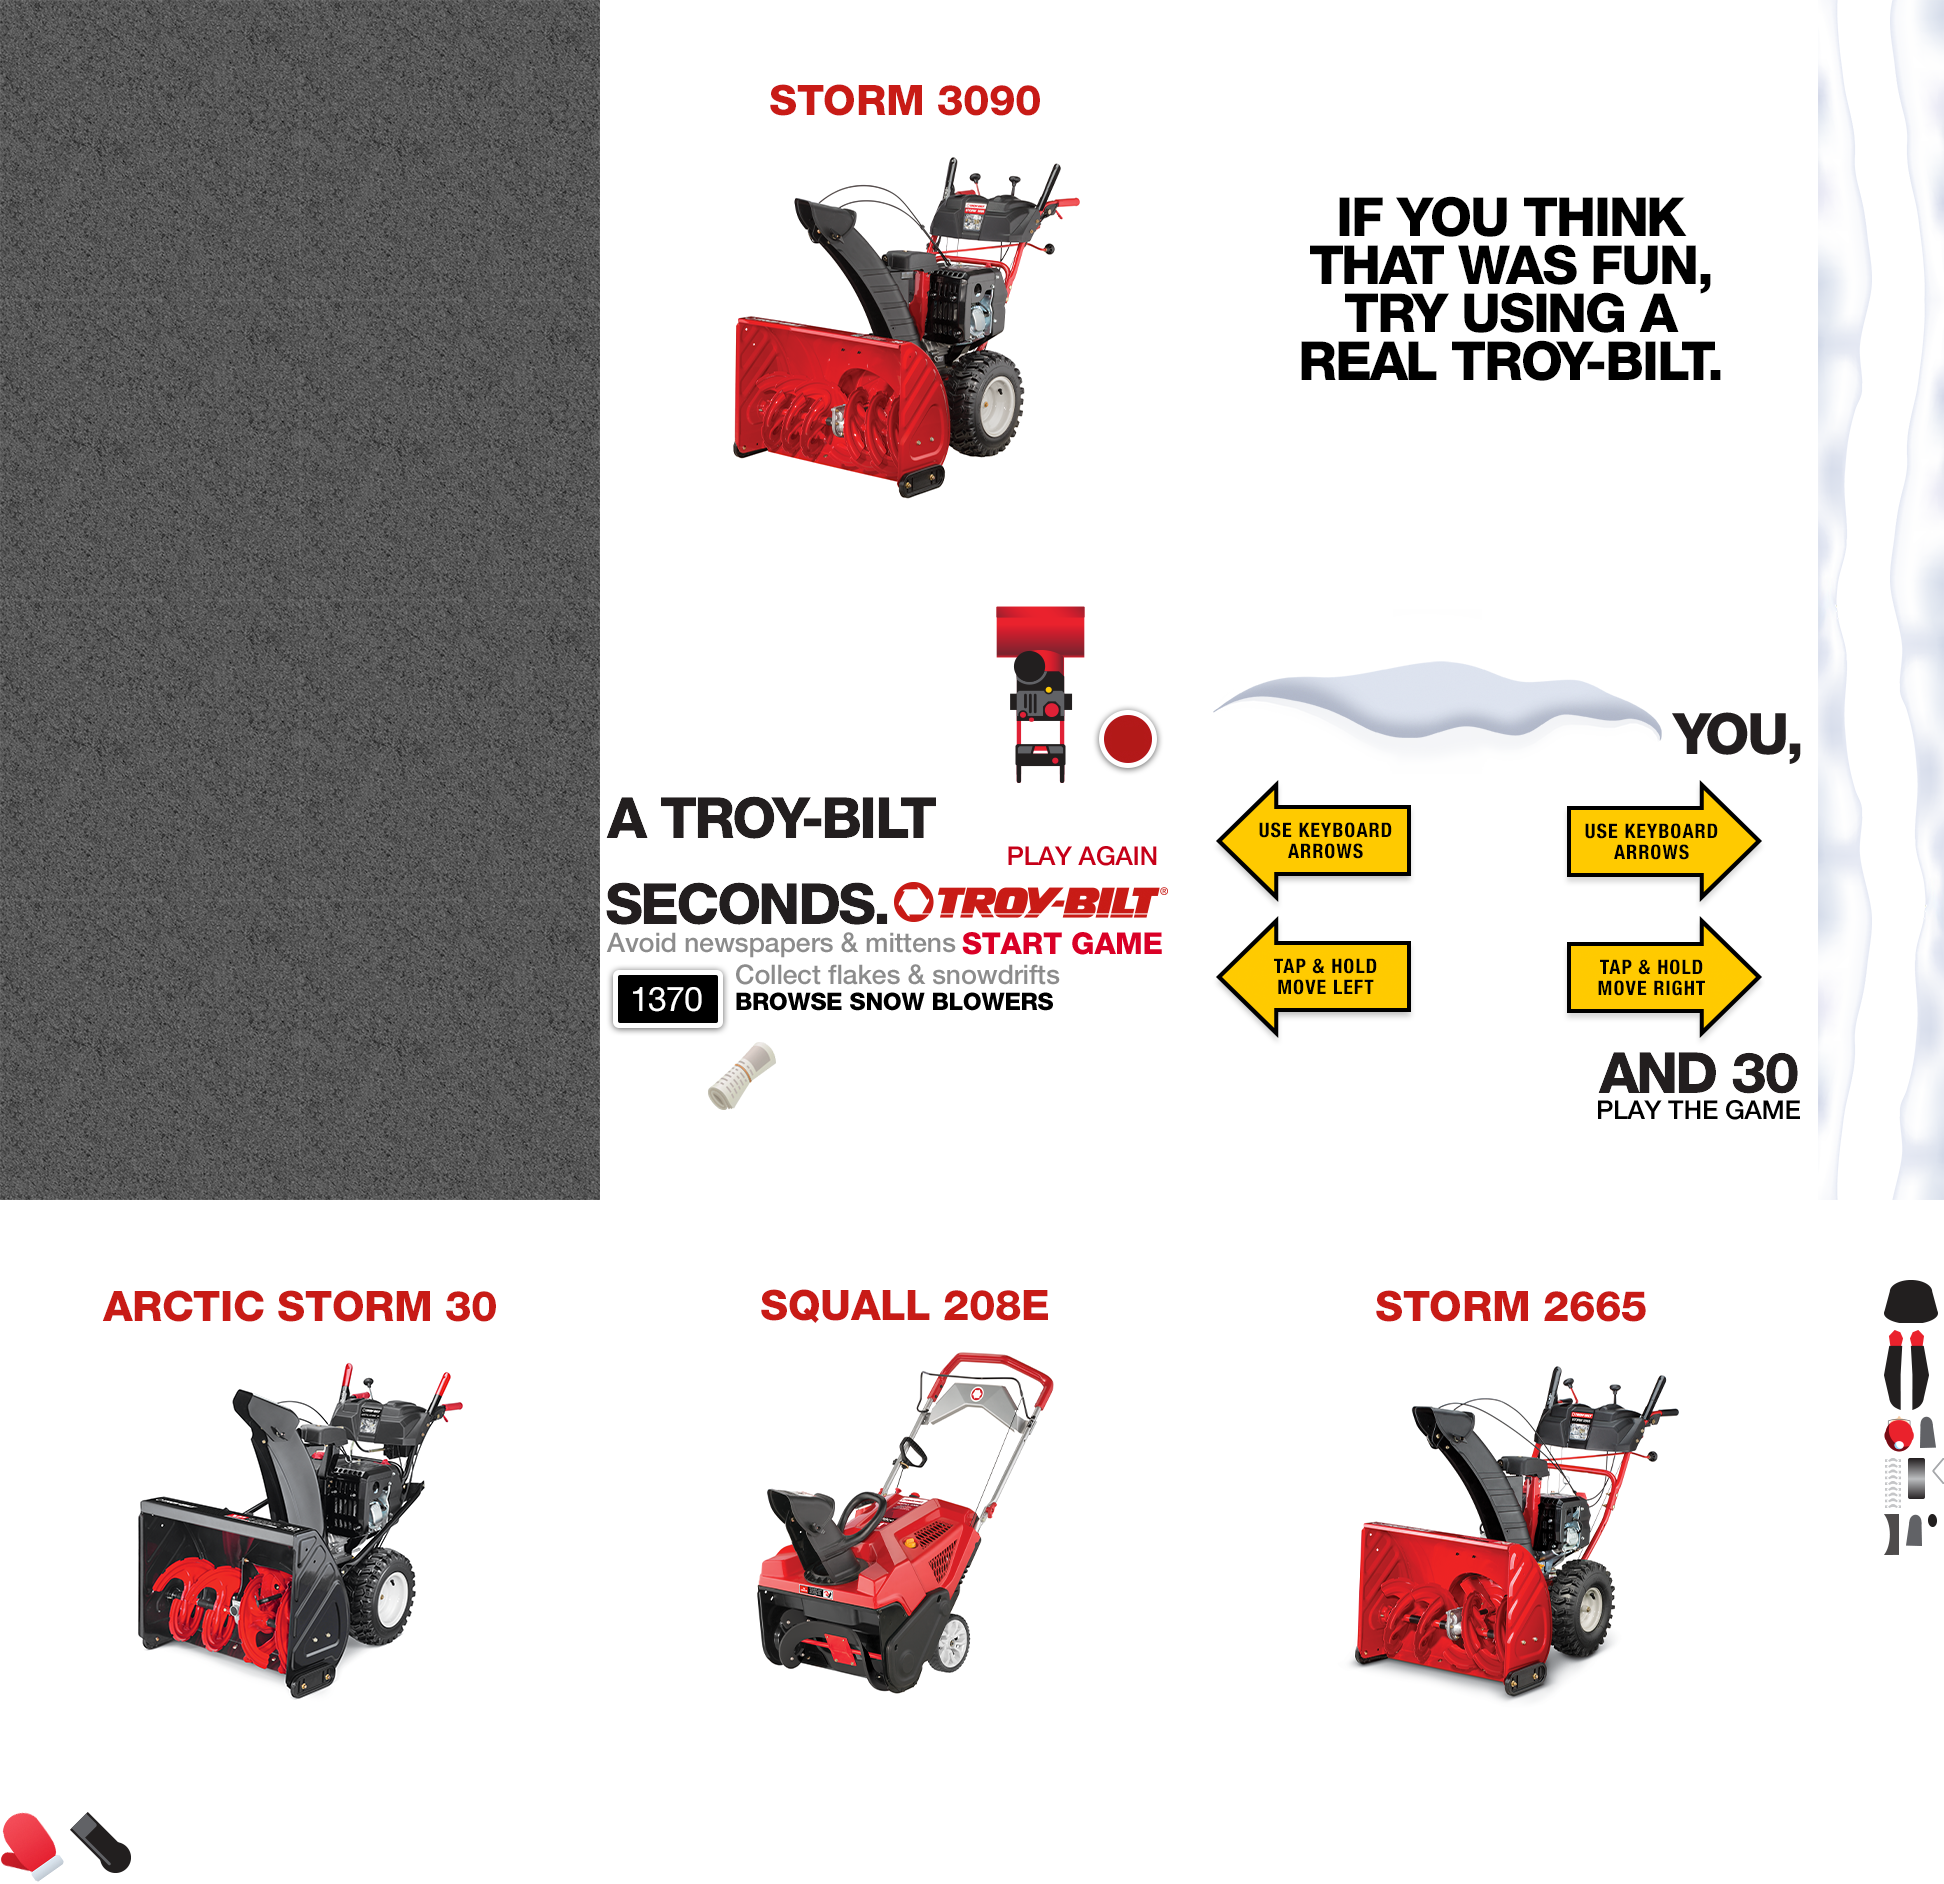 STORM 3090
IF YOU THINK
THAT WAS FUN,
TRY USING A
REAL TROY-BILT.
YOU,
A TROY-BILT
USE KEYBOARD
ARROWS
USE KEYBOARD
ARROWS
PLAY AGAIN
SECONDS.
TROY-BILT®
Avoid newspapers & mittens
START GAME
Collect flakes & snowdrifts
1370
BROWSE SNOW BLOWERS
TAP & HOLD
MOVE LEFT
TAP & HOLD
MOVE RIGHT
AND 30
PLAY THE GAME
ARCTIC STORM 30
SQUALL 208E
STORM 2665